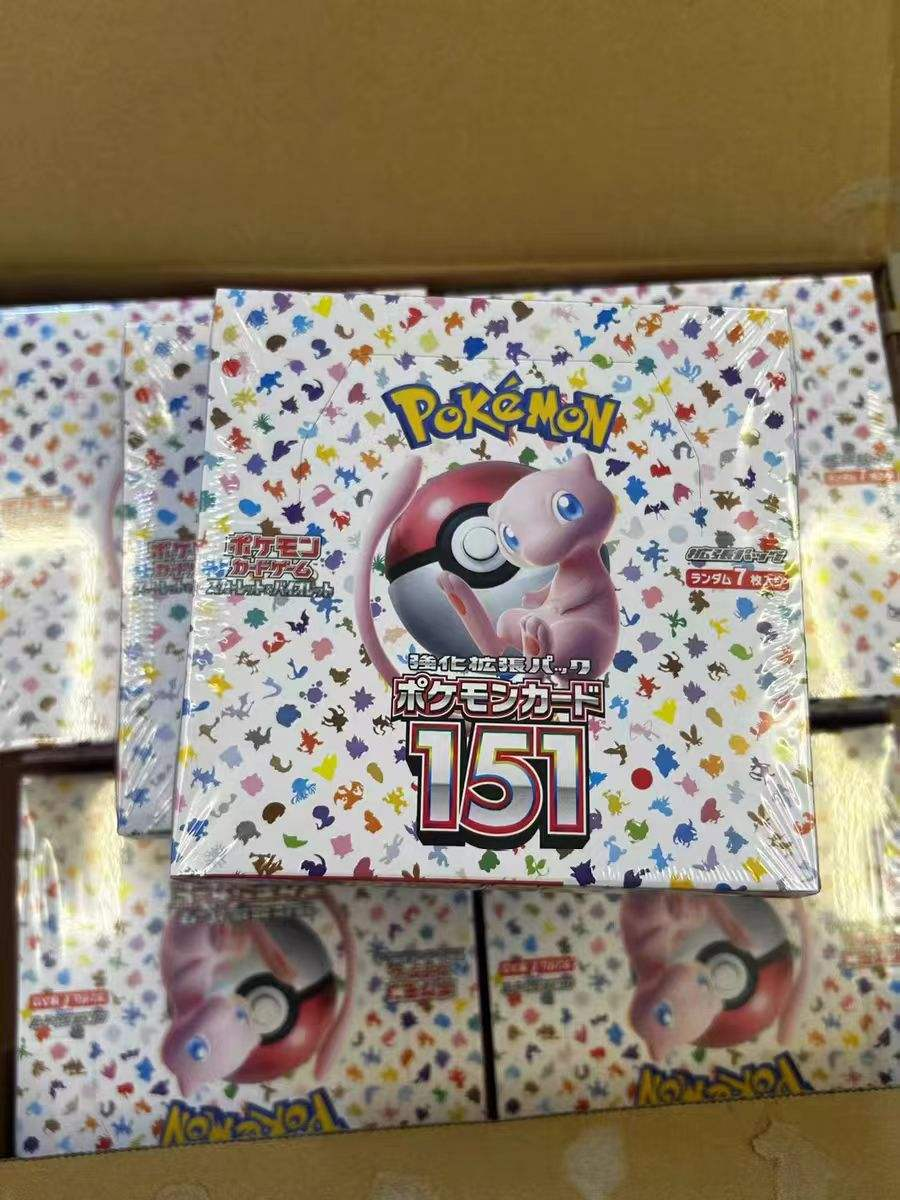 POKéMON
ポケモン
カードゲーム
スカーレット&バイオレット
拡張パック
ランダム7枚入り
強化拡張パック
ポケモンカード
151
POKéMON
POKéMON